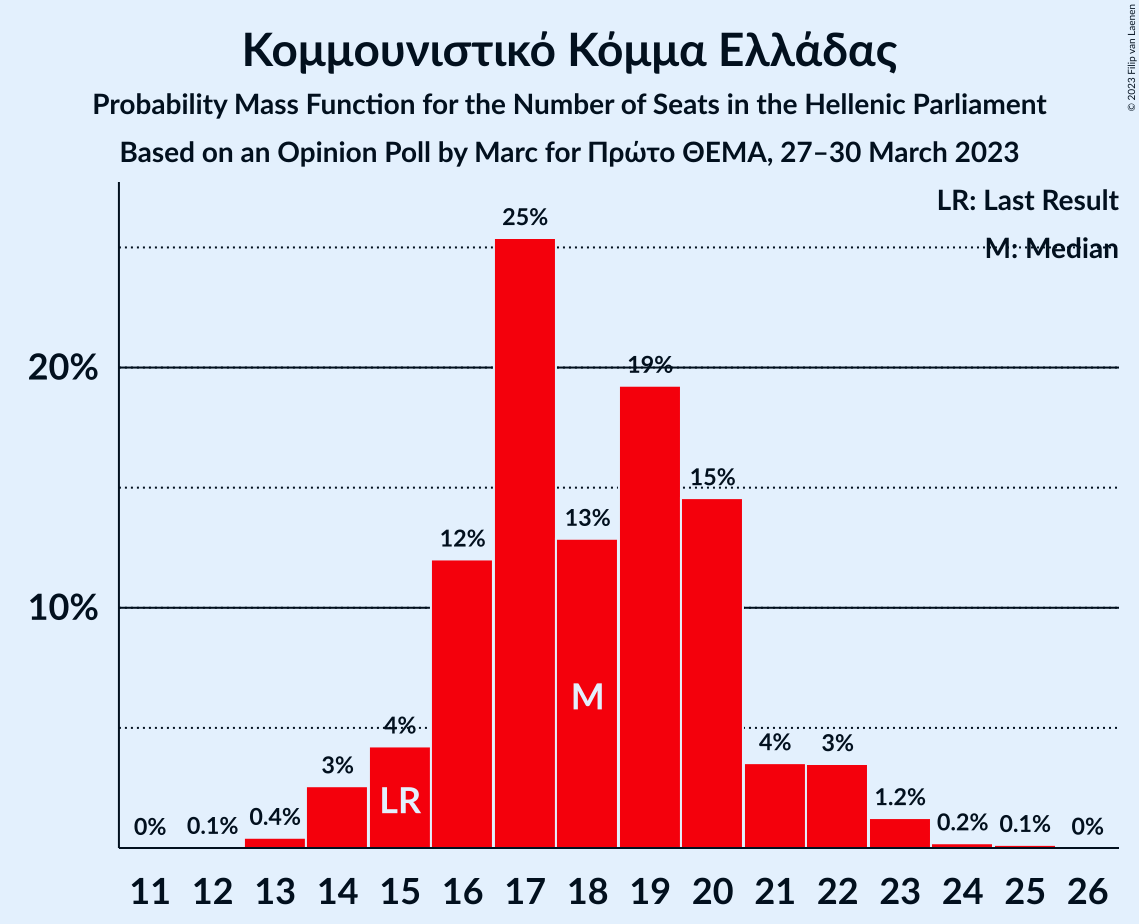 Κομμουνιστικό Κόμμα Ελλάδας
Probability Mass Function for the Number of Seats in the Hellenic Parliament
Based on an Opinion Poll by Marc for Πρώτο ΘΕΜΑ, 27–30 March 2023
© 2023 Filip van Laenen
LR: Last Result
M: Median
20%
10%
0%
0.1%
0.4%
3%
4%
12%
25%
13%
19%
15%
4%
3%
1.2%
0.2%
0.1%
0%
LR
M
11 12 13 14 15 16 17 18 19 20 21 22 23 24 25 26